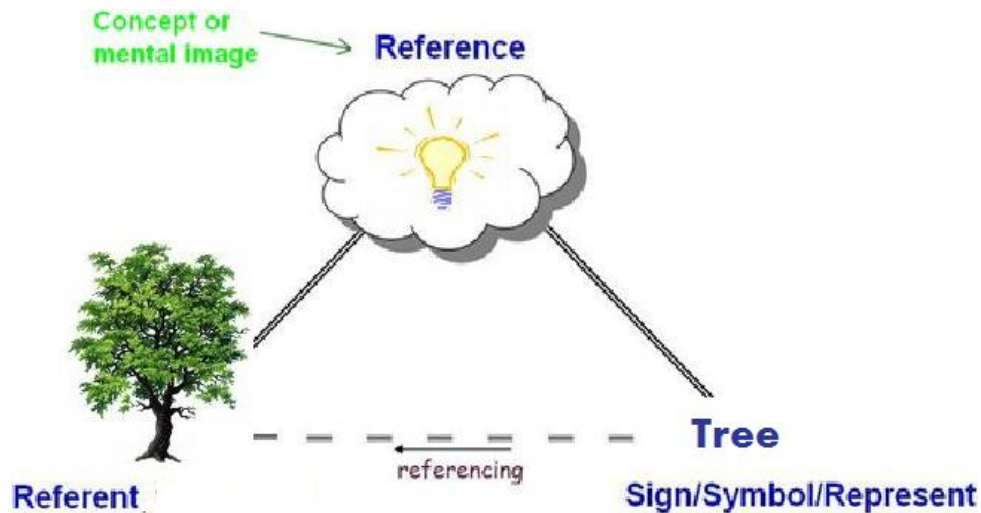 Concept or
mental image
Reference
Tree
referencing
Referent
Sign/Symbol/Represent